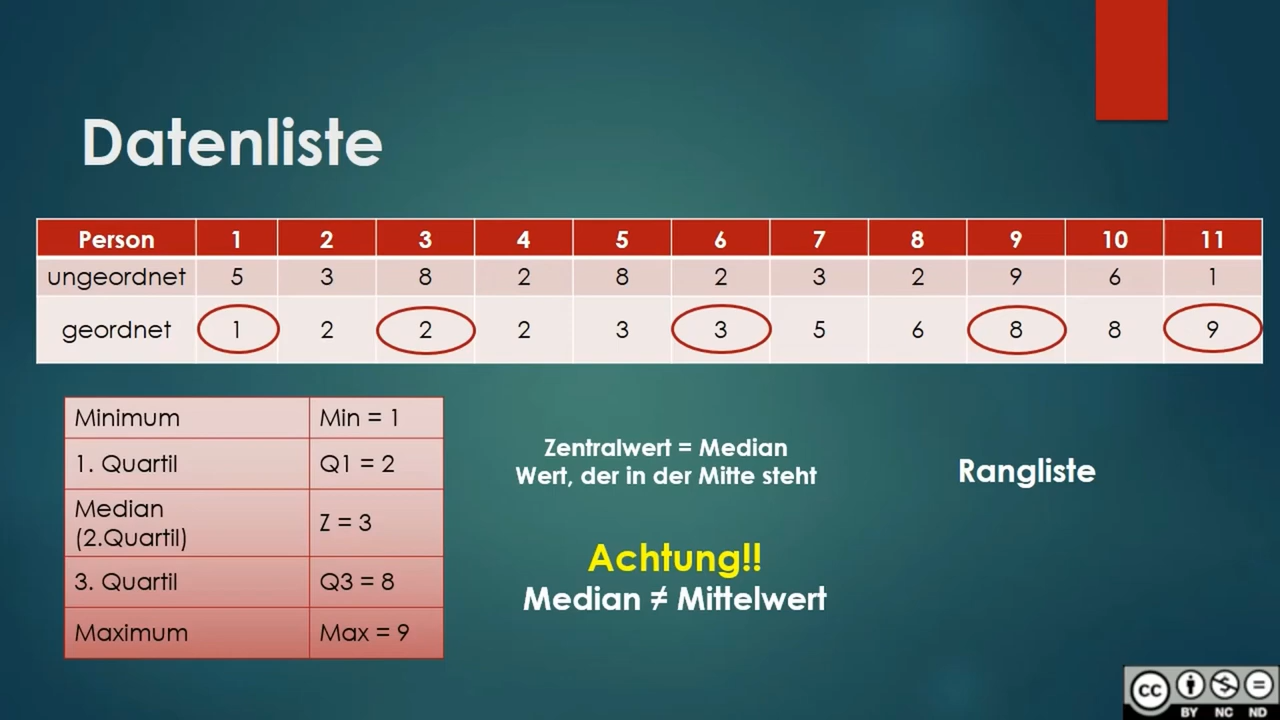 Datenliste
Person 1 2 3 4 5 6 7 8 9 10 11
ungeordnet 5 3 8 2 8 2 3 2 9 6 1
geordnet 1 2 2 2 3 3 5 6 8 8 9
Minimum Min = 1
1. Quartil Q1 = 2
Median
(2.Quartil) Z = 3
3. Quartil Q3 = 8
Maximum Max = 9
Zentralwert = Median
Wert, der in der Mitte steht
Achtung!!
Median ≠ Mittelwert
Rangliste
cc
BY NC ND